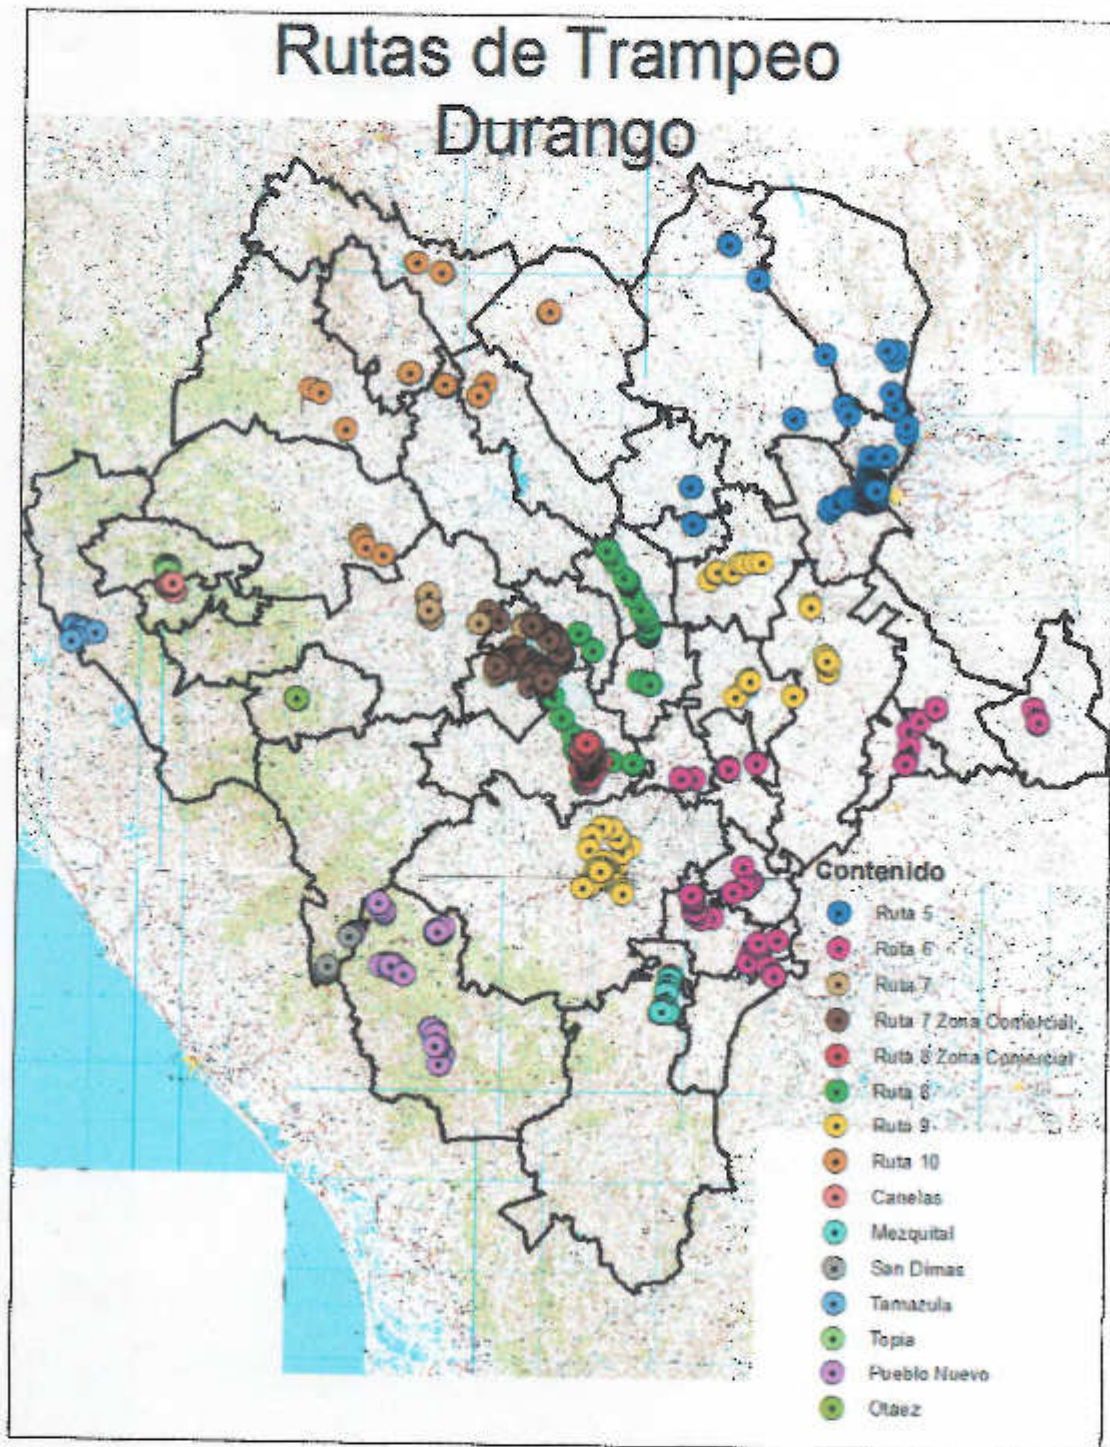 Rutas de Trampeo
Durango
Contenido
Ruta 5
Ruta 6
Ruta 7
Ruta 7 Zona Comercial
Ruta 8 Zona Comercial
Ruta 8
Ruta 9
Ruta 10
Canelas
Mezquital
San Dimas
Tamazula
Topia
Pueblo Nuevo
Otaez